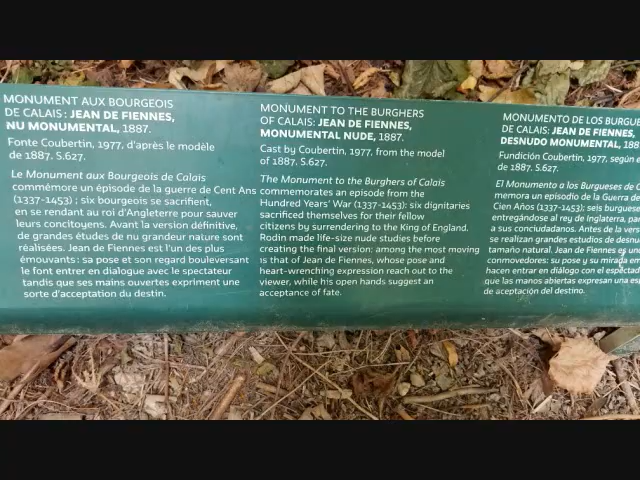 MONUMENT AUX BOURGEOIS
DE CALAIS : JEAN DE FIENNES,
NU MONUMENTAL, 1887.
Fonte Coubertin, 1977, d'après le modèle
de 1887. S.627.
Le Monument aux Bourgeois de Calais
commémore un épisode de la guerre de Cent Ans
(1337-1453) ; six bourgeois se sacrifient,
en se rendant au roi d'Angleterre pour sauver
leurs concitoyens. Avant la version définitive,
de grandes études de nu grandeur nature sont
réalisées. Jean de Fiennes est l'un des plus
émouvants : sa pose et son regard bouleversant
le font entrer en dialogue avec le spectateur
tandis que ses mains ouvertes expriment une
sorte d'acceptation du destin.
MONUMENT TO THE BURGHERS
OF CALAIS: JEAN DE FIENNES,
MONUMENTAL NUDE, 1887.
Cast by Coubertin, 1977, from the model
of 1887, S.627.
The Monument to the Burghers of Calais
commemorates an episode from the
Hundred Years' War (1337-1453): six dignitaries
sacrificed themselves for their fellow
citizens by surrendering to the King of England.
Rodin made life-size nude studies before
creating the final version: among the most moving
is that of Jean de Fiennes, whose pose and
heart-wrenching expression reach out to the
viewer, while his open hands suggest an
acceptance of fate.
MONUMENTO DE LOS BURGUE
DE CALAIS: JEAN DE FIENNES,
DESNUDO MONUMENTAL, 188
Fundición Coubertin, 1977, según e
de 1887. S.627.
El Monumento a los Burgueses de C
memora un episodio de la Guerra de
Cien Años (1337-1453); seis burguese
entregándose al rey de Inglaterra, par
a sus conciudadanos. Antes de la vers
se realizan grandes estudios de desnu
tamaño natural. Jean de Fiennes es uno
conmovedores: su pose y su mirada em
hacen entrar en diálogo con el espectad
que las manos abiertas expresan una esp
de aceptación del destino.